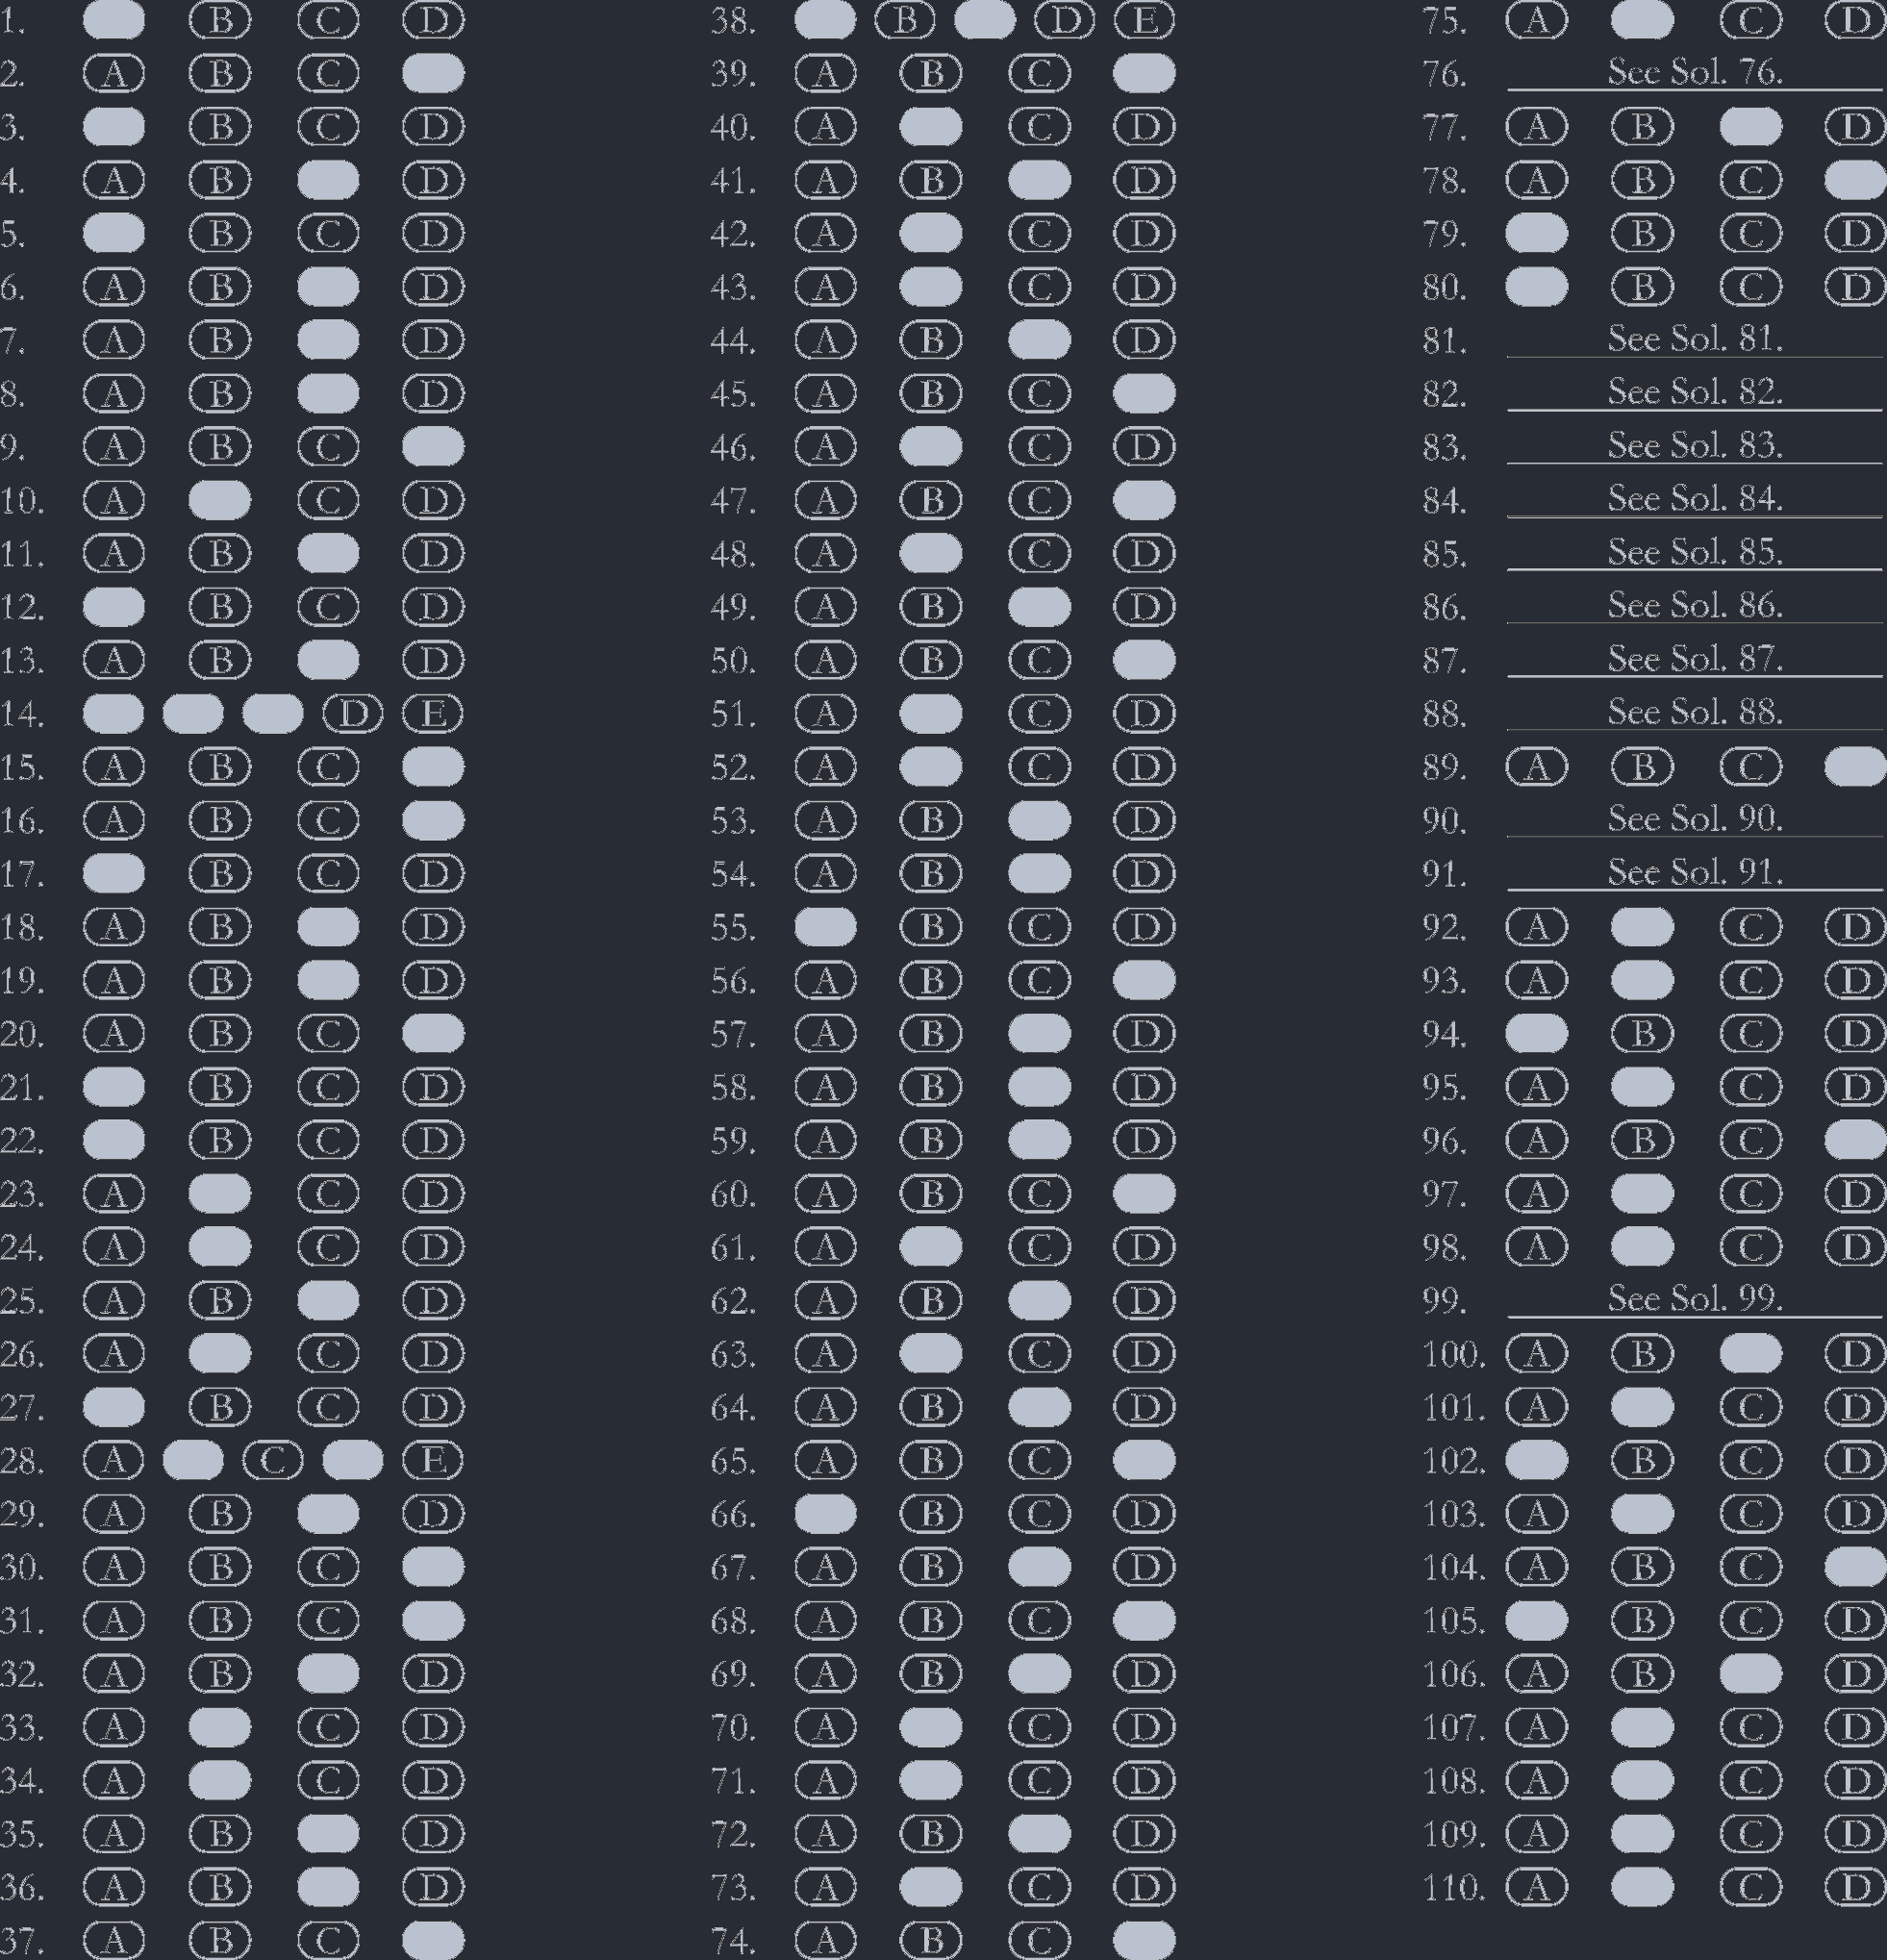 1. B C D
2. A B C
3. B C D
4. A B D
5. B C D
6. A B D
7. A B D
8. A B D
9. A B C
10. A C D
11. A B D
12. B C D
13. A B D
14. D E
15. A B C
16. A B C
17. B C D
18. A B D
19. A B D
20. A B C
21. B C D
22. B C D
23. A C D
24. A C D
25. A B D
26. A C D
27. B C D
28. A C E
29. A B D
30. A B C
31. A B C
32. A B D
33. A C D
34. A C D
35. A B D
36. A B D
37. A B C
38. B D E
39. A B C
40. A C D
41. A B D
42. A C D
43. A C D
44. A B D
45. A B C
46. A C D
47. A B C
48. A C D
49. A B D
50. A B C
51. A C D
52. A C D
53. A B D
54. A B D
55. B C D
56. A B C
57. A B D
58. A B D
59. A B D
60. A B C
61. A C D
62. A B D
63. A C D
64. A B D
65. A B C
66. B C D
67. A B D
68. A B C
69. A B D
70. A C D
71. A C D
72. A B D
73. A C D
74. A B C
75. A C D
76. See Sol. 76.
77. A B D
78. A B C
79. B C D
80. B C D
81. See Sol. 81.
82. See Sol. 82.
83. See Sol. 83.
84. See Sol. 84.
85. See Sol. 85.
86. See Sol. 86.
87. See Sol. 87.
88. See Sol. 88.
89. A B C
90. See Sol. 90.
91. See Sol. 91.
92. A C D
93. A C D
94. B C D
95. A C D
96. A B C
97. A C D
98. A C D
99. See Sol. 99.
100. A B D
101. A C D
102. B C D
103. A C D
104. A B C
105. B C D
106. A B D
107. A C D
108. A C D
109. A C D
110. A C D